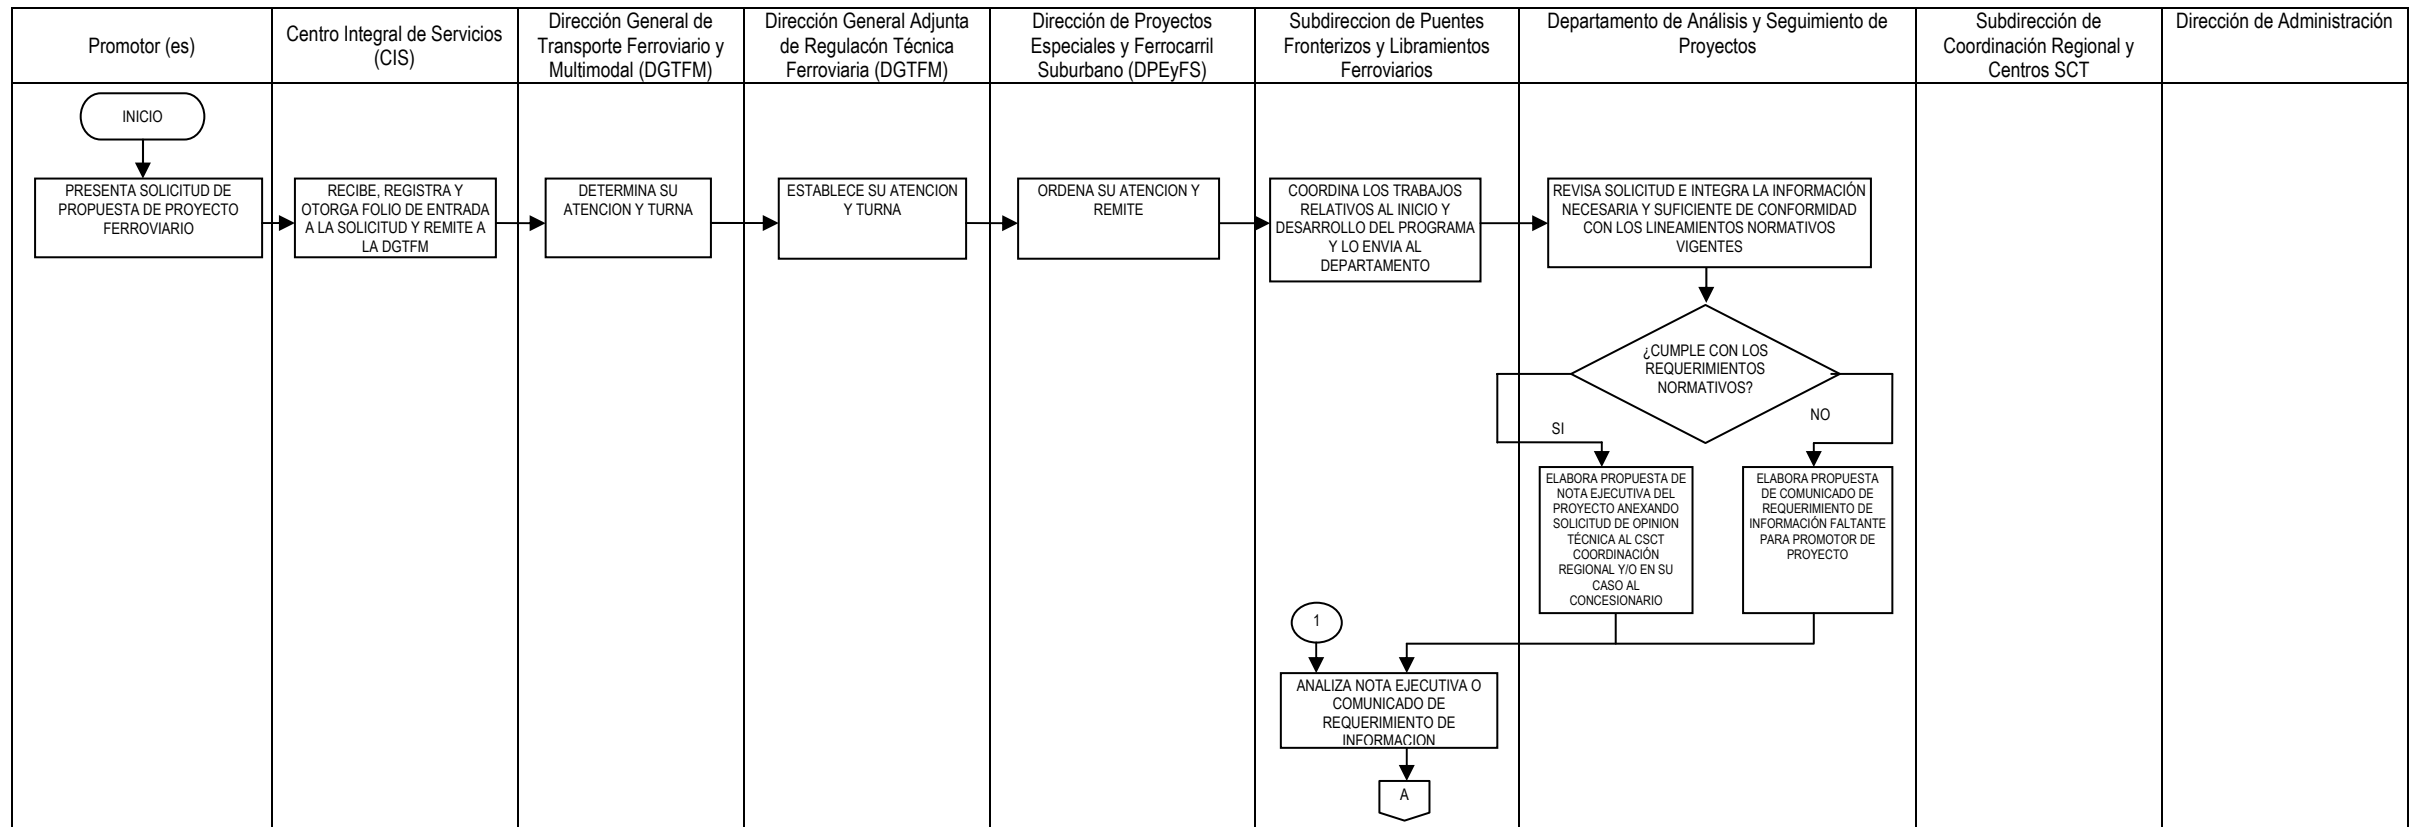 Promotor (es)
Centro Integral de Servicios
(CIS)
Dirección General de
Transporte Ferroviario y
Multimodal (DGTFM)
Dirección General Adjunta
de Regulacón Técnica
Ferroviaria (DGTFM)
Dirección de Proyectos
Especiales y Ferrocarril
Suburbano (DPEyFS)
Subdireccion de Puentes
Fronterizos y Libramientos
Ferroviarios
Departamento de Análisis y Seguimiento de
Proyectos
Subdirección de
Coordinación Regional y
Centros SCT
Dirección de Administración
INICIO
PRESENTA SOLICITUD DE
PROPUESTA DE PROYECTO
FERROVIARIO
RECIBE, REGISTRA Y
OTORGA FOLIO DE ENTRADA
A LA SOLICITUD Y REMITE A
LA DGTFM
DETERMINA SU
ATENCION Y TURNA
ESTABLECE SU ATENCION
Y TURNA
ORDENA SU ATENCION Y
REMITE
COORDINA LOS TRABAJOS
RELATIVOS AL INICIO Y
DESARROLLO DEL PROGRAMA
Y LO ENVIA AL
DEPARTAMENTO
REVISA SOLICITUD E INTEGRA LA INFORMACIÓN
NECESARIA Y SUFICIENTE DE CONFORMIDAD
CON LOS LINEAMIENTOS NORMATIVOS
VIGENTES
¿CUMPLE CON LOS
REQUERIMIENTOS
NORMATIVOS?
SI
NO
ELABORA PROPUESTA DE
NOTA EJECUTIVA DEL
PROYECTO ANEXANDO
SOLICITUD DE OPINION
TÉCNICA AL CSCT
COORDINACIÓN
REGIONAL Y/O EN SU
CASO AL
CONCESIONARIO
ELABORA PROPUESTA
DE COMUNICADO DE
REQUERIMIENTO DE
INFORMACIÓN FALTANTE
PARA PROMOTOR DE
PROYECTO
1
ANALIZA NOTA EJECUTIVA O
COMUNICADO DE
REQUERIMIENTO DE
INFORMACION
A